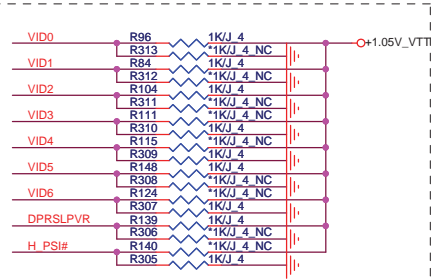 VID0 R96 1K/J_4 +1.05V_VTT
R313 *1K/J_4_NC
VID1 R84 1K/J_4
R312 *1K/J_4_NC
VID2 R104 1K/J_4
R311 *1K/J_4_NC
VID3 R111 *1K/J_4_NC
R310 1K/J_4
VID4 R115 *1K/J_4_NC
R309 1K/J_4
VID5 R148 1K/J_4
R308 *1K/J_4_NC
VID6 R124 *1K/J_4_NC
R307 1K/J_4
DPRSLPVR R139 1K/J_4
R306 *1K/J_4_NC
H_PSI# R140 *1K/J_4_NC
R305 1K/J_4